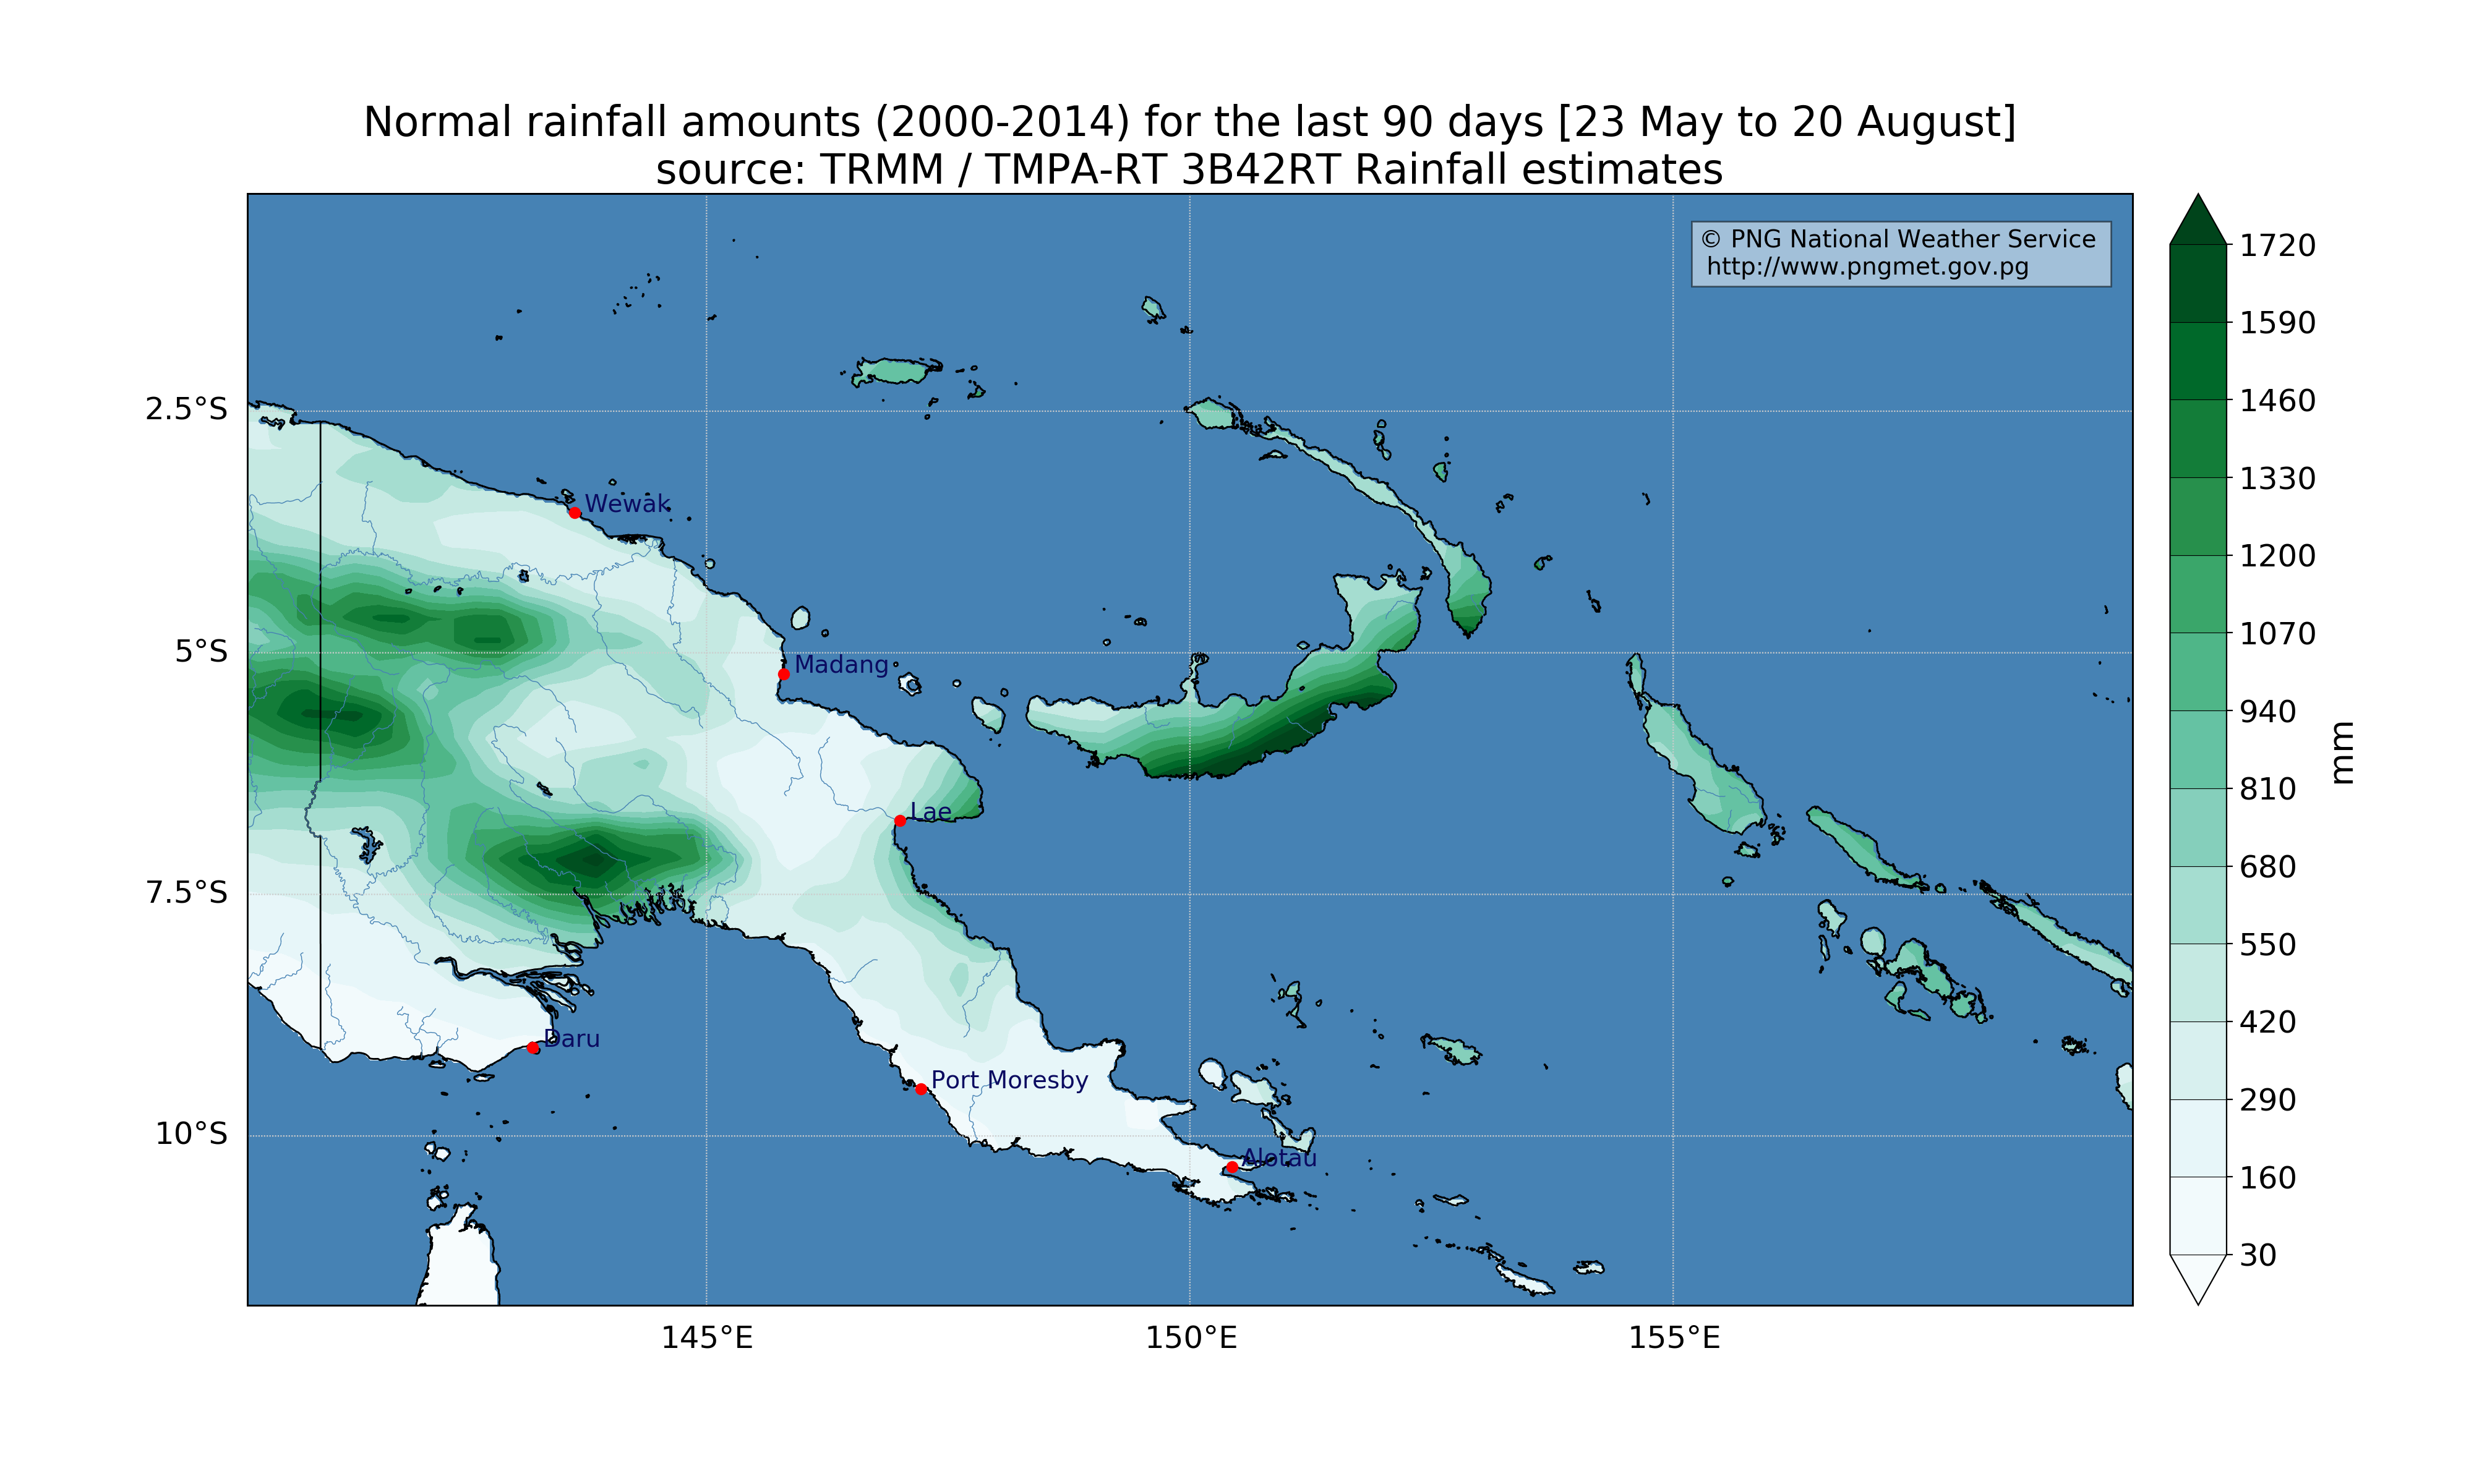 Normal rainfall amounts (2000-2014) for the last 90 days [23 May to 20 August]
source: TRMM / TMPA-RT 3B42RT Rainfall estimates
© PNG National Weather Service
http://www.pngmet.gov.pg
2.5°S
5°S
7.5°S
10°S
145°E
150°E
155°E
Wewak
Madang
Lae
Daru
Port Moresby
Alotau
1720
1590
1460
1330
1200
1070
940
810
680
550
420
290
160
30
mm